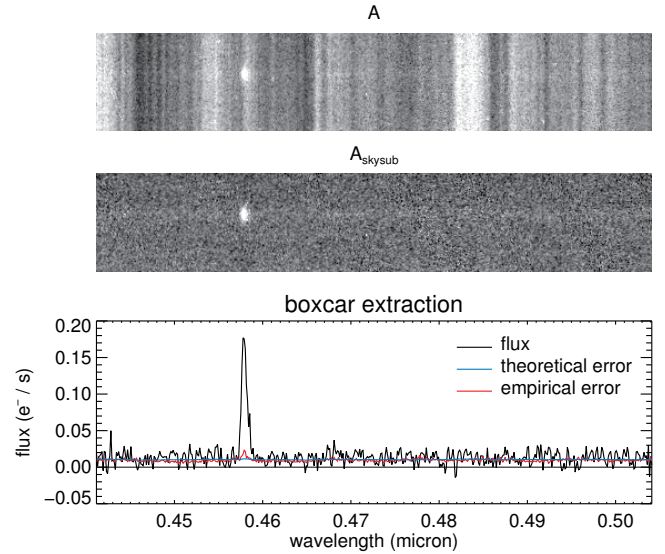 A
A_skysub
boxcar extraction
flux
theoretical error
empirical error
flux (e⁻ / s)
0.20
0.15
0.10
0.05
0.00
−0.05
0.45 0.46 0.47 0.48 0.49 0.50
wavelength (micron)